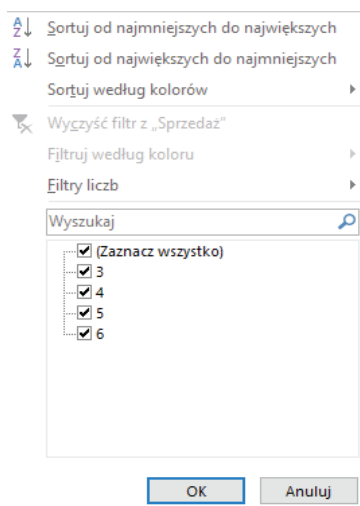 Sortuj od najmniejszych do największych
Sortuj od największych do najmniejszych
Sortuj według kolorów
Wyczyść filtr z „Sprzedaż”
Filtruj według koloru
Filtry liczb
Wyszukaj
(Zaznacz wszystko)
3
4
5
6
OK Anuluj